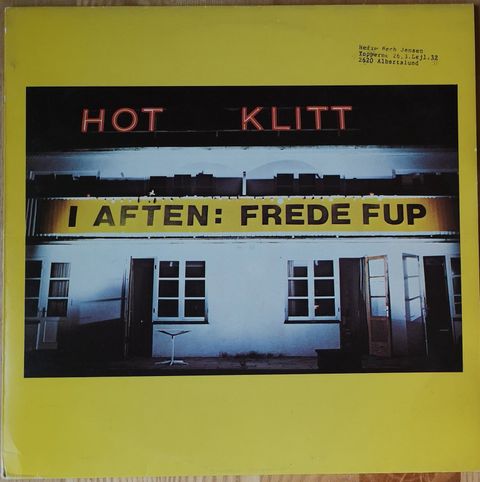 2620 Albertslund
HOT KLITT
I AFTEN: FREDE FUP